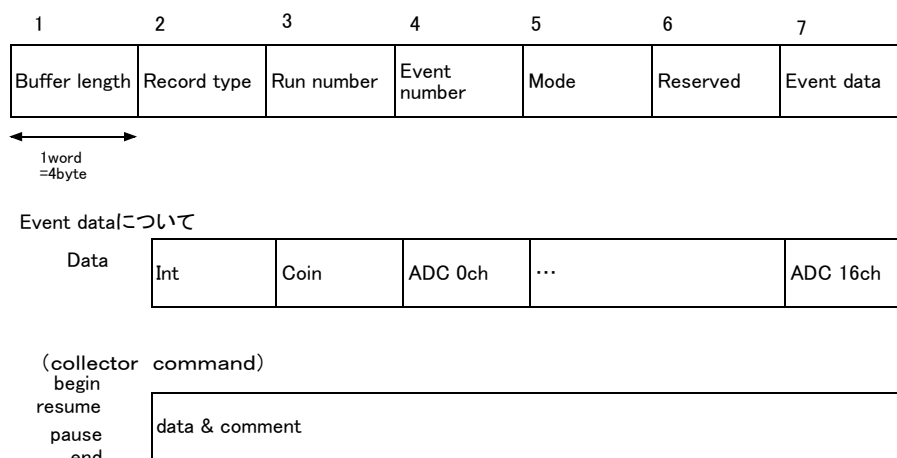 1 2 3 4 5 6 7
Buffer length Record type Run number Event number Mode Reserved Event data
1word
=4byte
Event dataについて
Data Int Coin ADC 0ch … ADC 16ch
（collector command）
begin
resume
pause
end
data & comment